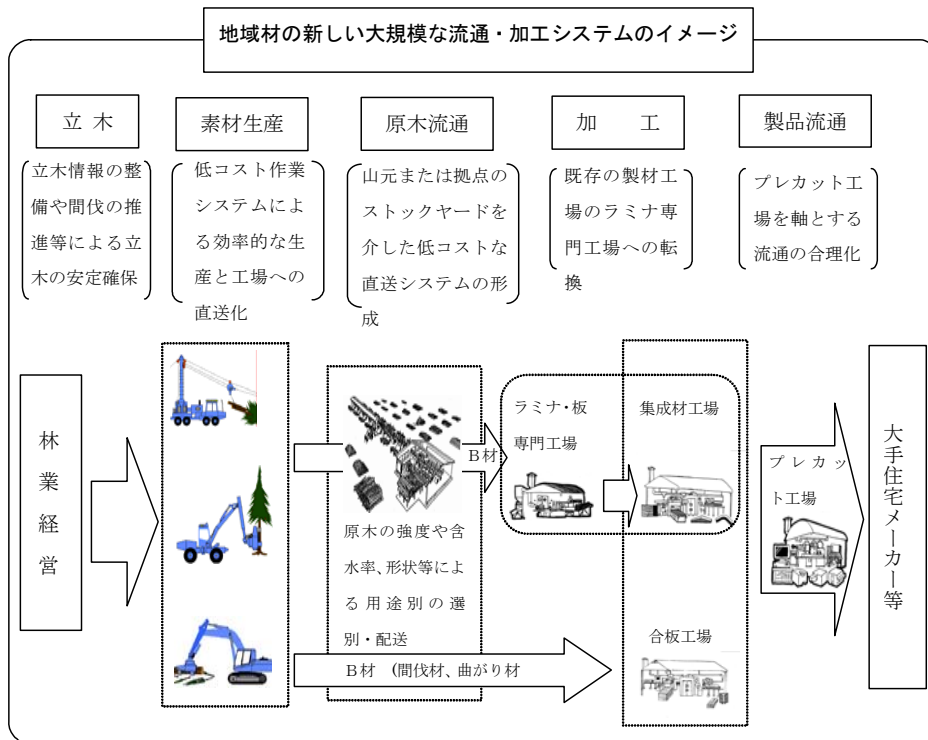 地域材の新しい大規模な流通・加工システムのイメージ
立 木
素材生産
原木流通
加 工
製品流通
立木情報の整
備や間伐の推
進等による立
木の安定確保
低コスト作業
システムによ
る効率的な生
産と工場への
直送化
山元または拠点の
ストックヤードを
介した低コストな
直送システムの形
成
既存の製材工
場のラミナ専
門工場への転
換
プレカット工
場を軸とする
流通の合理化
林業経営
原木の強度や含
水率、形状等によ
る用途別の選
別・配送
B材
ラミナ・板
専門工場
集成材工場
B材 (間伐材、曲がり材
合板工場
プレカッ
ト工場
大手住宅メーカー等